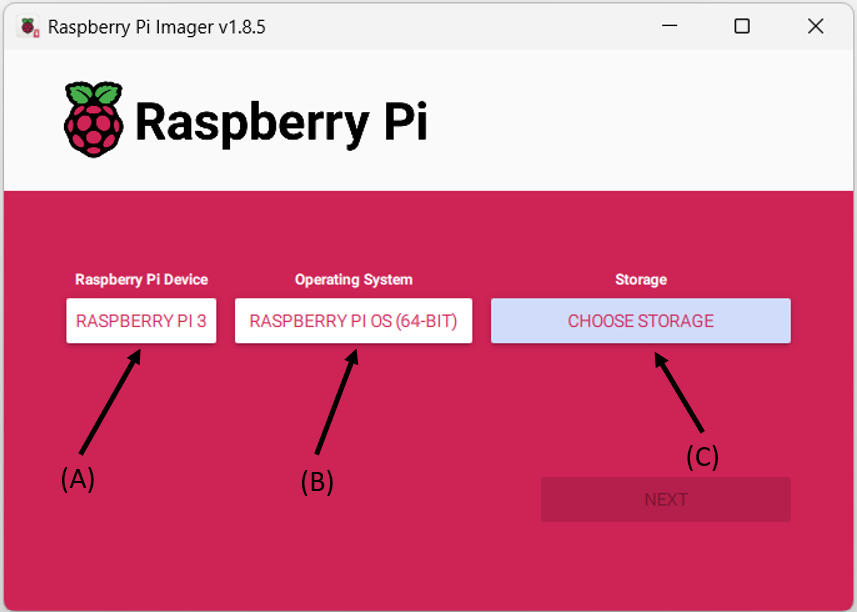 Raspberry Pi Imager v1.8.5
Raspberry Pi
Raspberry Pi Device
Operating System
Storage
RASPBERRY PI 3
RASPBERRY PI OS (64-BIT)
CHOOSE STORAGE
(A)
(B)
(C)
NEXT